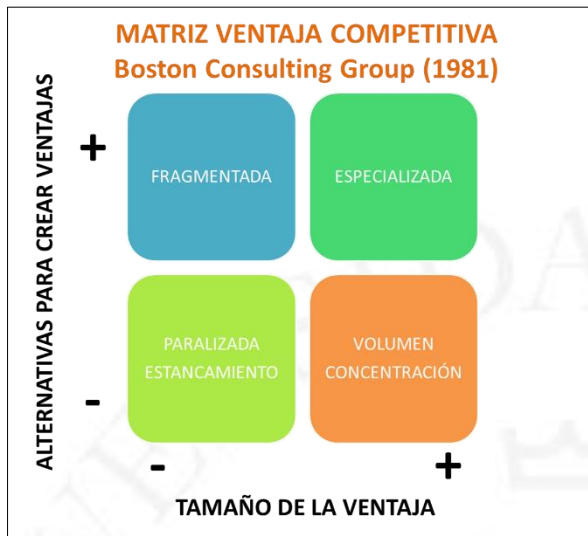 MATRIZ VENTAJA COMPETITIVA
Boston Consulting Group (1981)
ALTERNATIVAS PARA CREAR VENTAJAS
+
FRAGMENTADA
ESPECIALIZADA
PARALIZADA
ESTANCAMIENTO
VOLUMEN
CONCENTRACIÓN
-
-
+
TAMAÑO DE LA VENTAJA